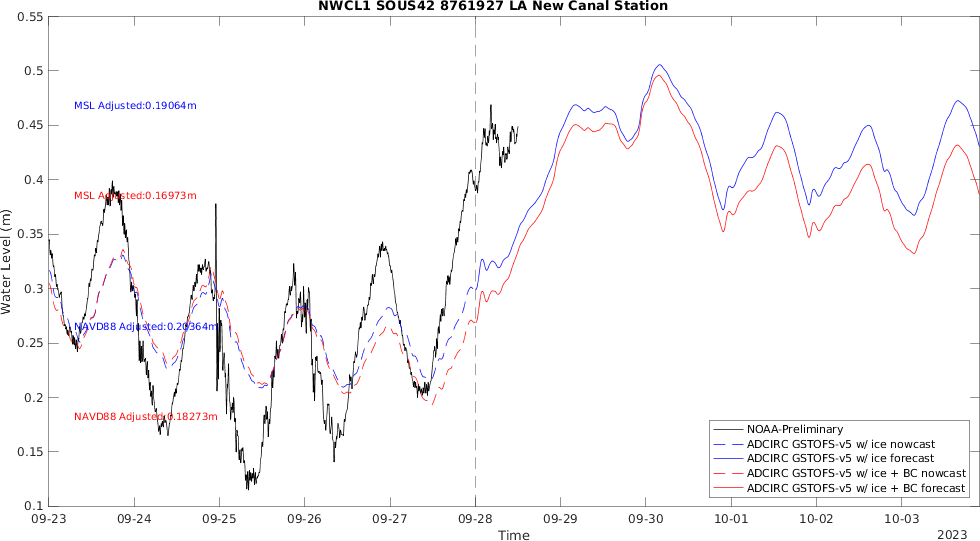 NWCL1 SOUS42 8761927 LA New Canal Station
Water Level (m)
0.55
0.5
0.45
0.4
0.35
0.3
0.25
0.2
0.15
0.1
MSL Adjusted:0.19064m
MSL Adjusted:0.16973m
NAVD88 Adjusted:0.20364m
NAVD88 Adjusted:0.18273m
NOAA-Preliminary
ADCIRC GSTOFS-v5 w/ ice nowcast
ADCIRC GSTOFS-v5 w/ ice forecast
ADCIRC GSTOFS-v5 w/ ice + BC nowcast
ADCIRC GSTOFS-v5 w/ ice + BC forecast
09-23 09-24 09-25 09-26 09-27 09-28 09-29 09-30 10-01 10-02 10-03
Time
2023